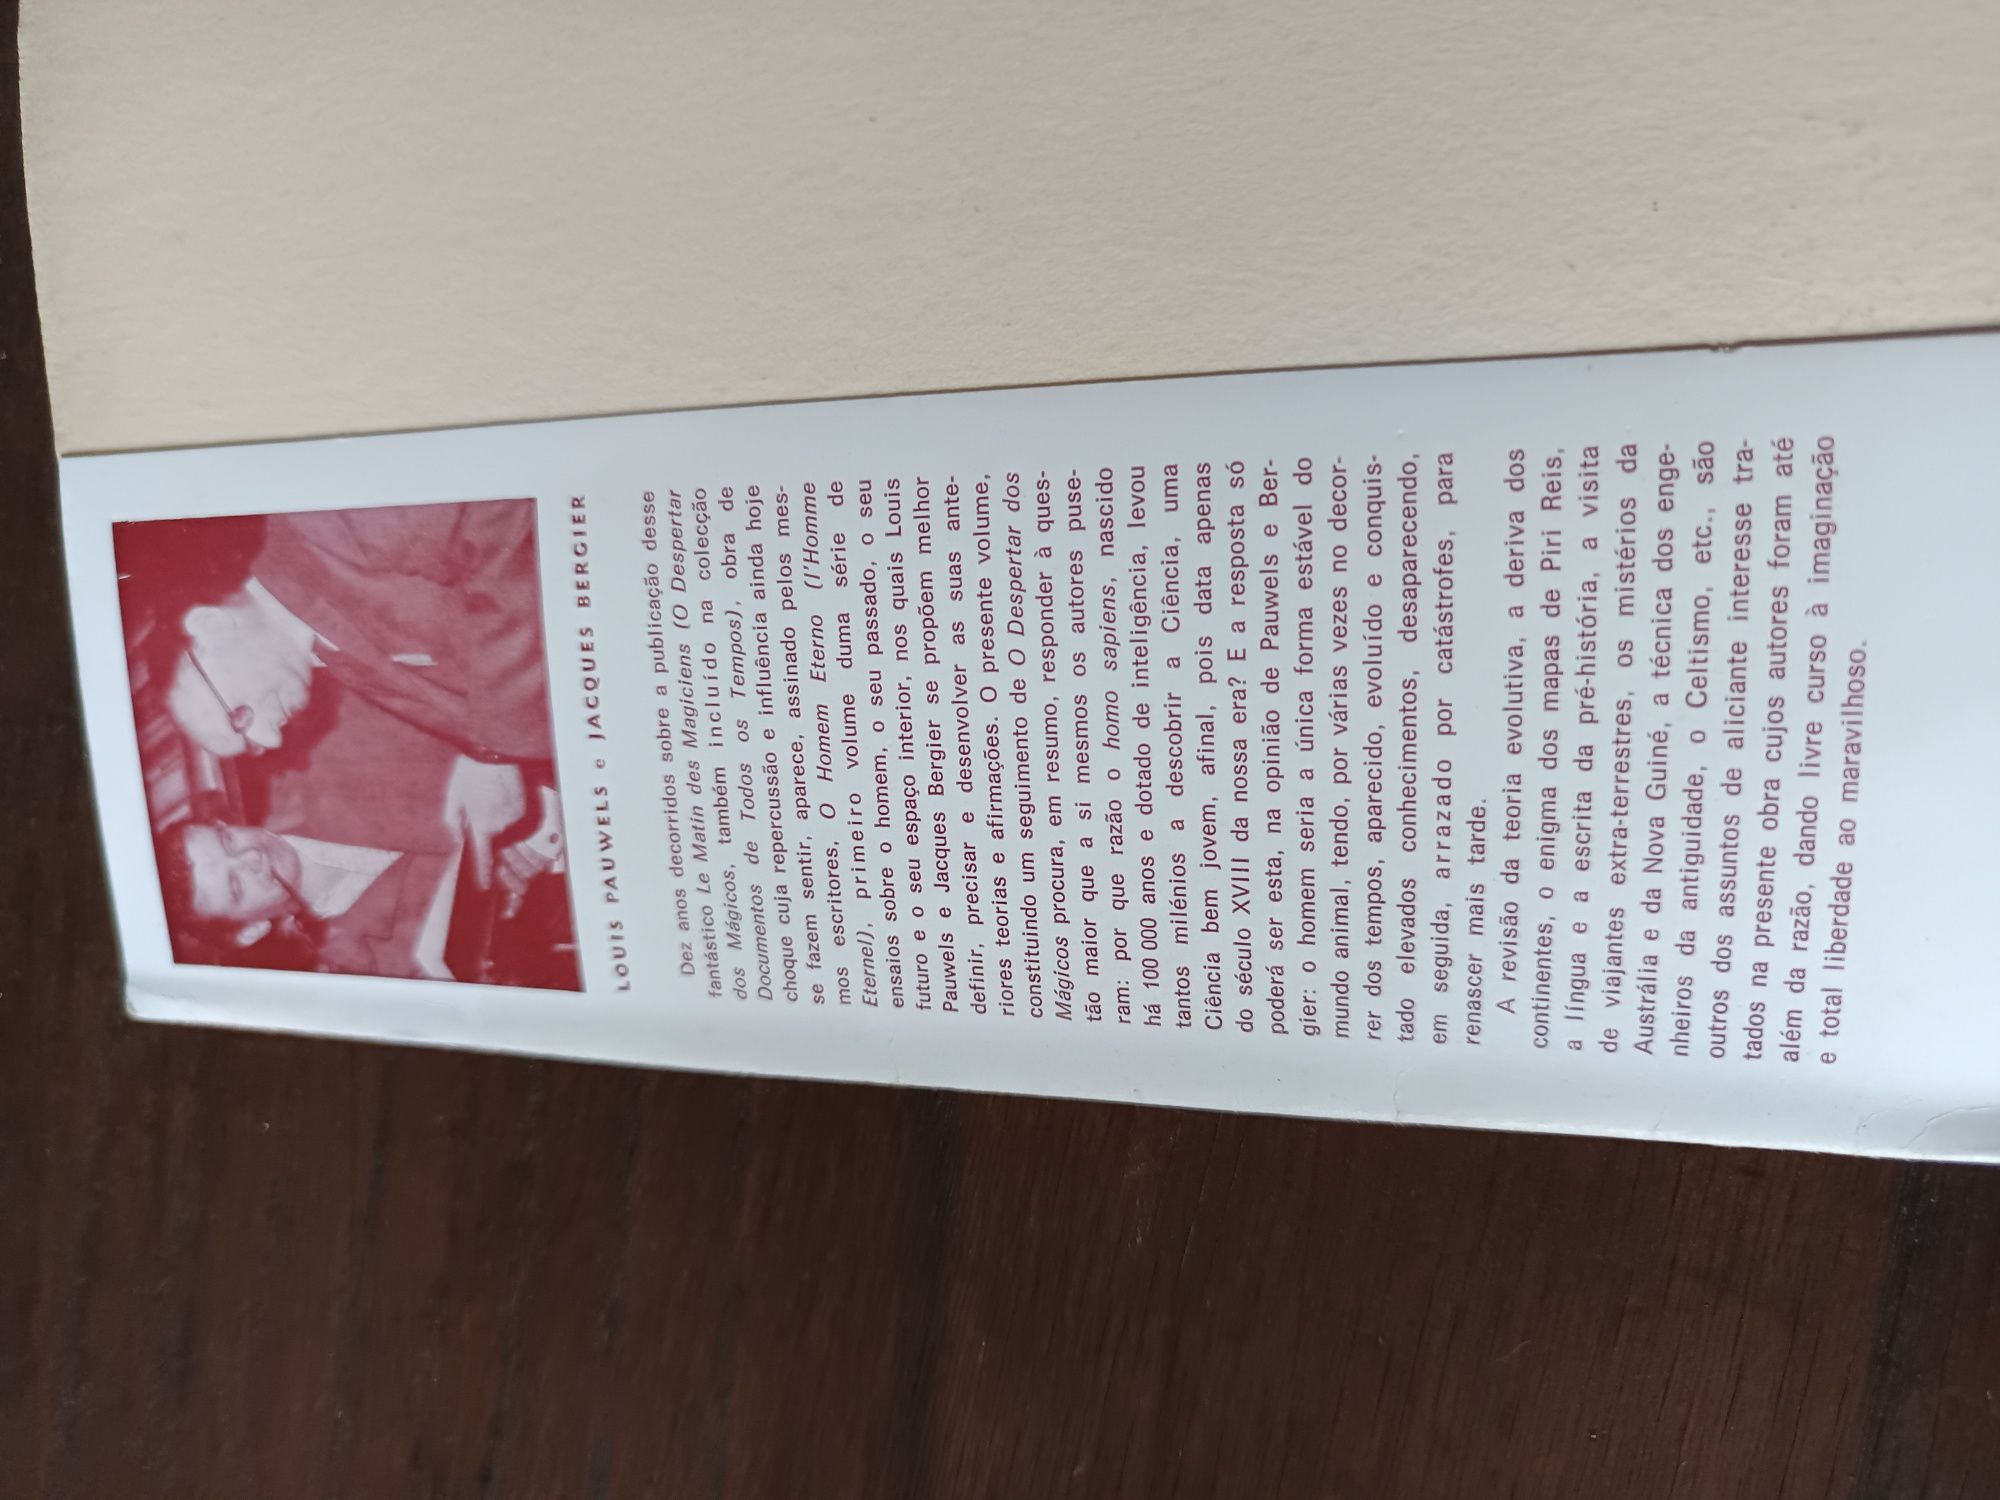 LOUIS PAUWELS e JACQUES BERGIER
Dez anos decorridos sobre a publicação desse
fantástico Le Matin des Magiciens (O Despertar
dos Mágicos, também incluído na colecção
Documentos de Todos os Tempos), obra de
choque cuja repercussão e influência ainda hoje
se fazem sentir, aparece, assinado pelos mes-
mos escritores, O Homem Eterno (l'Homme
Eternel), primeiro volume duma série de
ensaios sobre o homem, o seu passado, o seu
futuro e o seu espaço interior, nos quais Louis
Pauwels e Jacques Bergier se propõem melhor
definir, precisar e desenvolver as suas ante-
riores teorias e afirmações. O presente volume,
constituindo um seguimento de O Despertar dos
Mágicos procura, em resumo, responder à ques-
tão maior que a si mesmos os autores puse-
ram: por que razão o homo sapiens, nascido
há 100 000 anos e dotado de inteligência, levou
tantos milénios a descobrir a Ciência, uma
Ciência bem jovem, afinal, pois data apenas
do século XVIII da nossa era? E a resposta só
poderá ser esta, na opinião de Pauwels e Ber-
gier: o homem seria a única forma estável do
mundo animal, tendo, por várias vezes no decor-
rer dos tempos, aparecido, evoluído e conquis-
tado elevados conhecimentos, desaparecendo,
em seguida, arrazado por catástrofes, para
renascer mais tarde.
A revisão da teoria evolutiva, a deriva dos
continentes, o enigma dos mapas de Piri Reis,
a língua e a escrita da pré-história, a visita
de viajantes extra-terrestres, os mistérios da
Austrália e da Nova Guiné, a técnica dos enge-
nheiros da antiguidade, o Celtismo, etc., são
outros dos assuntos de aliciante interesse tra-
tados na presente obra cujos autores foram até
além da razão, dando livre curso à imaginação
e total liberdade ao maravilhoso.